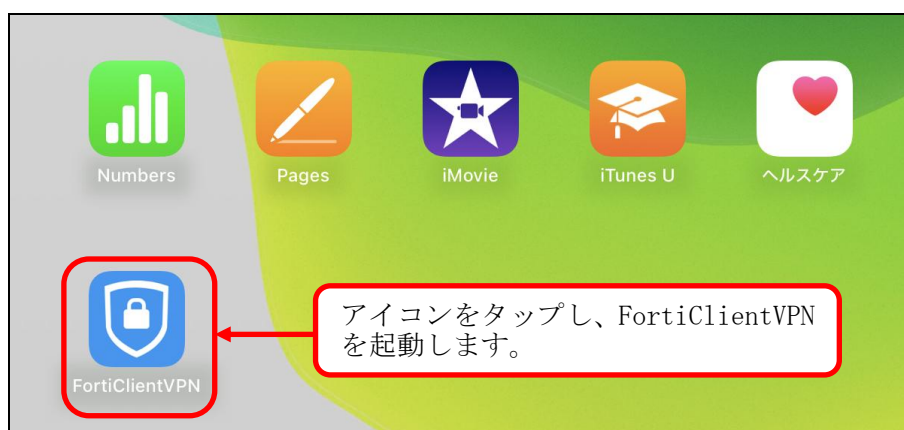 Numbers
Pages
iMovie
iTunes U
ヘルスケア
アイコンをタップし、FortiClientVPN
を起動します。
FortiClientVPN